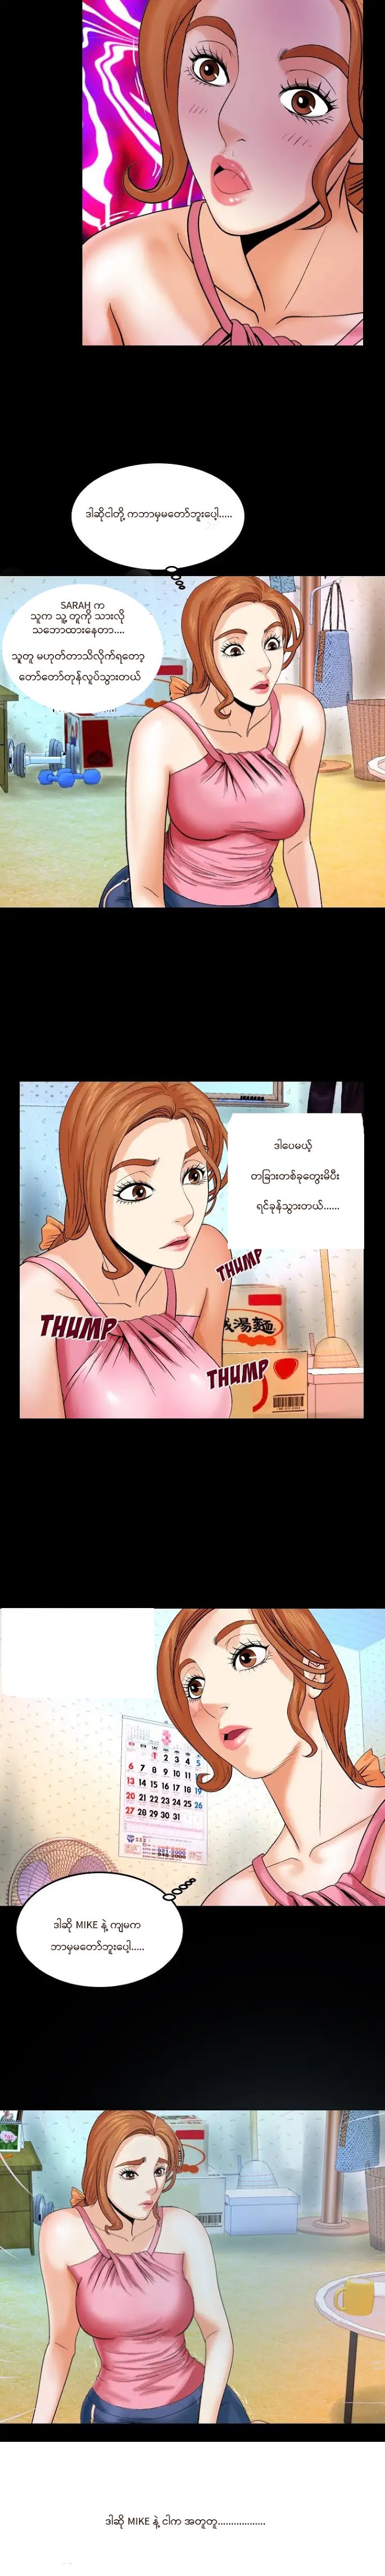 ဒါဆိုငါတို့ ကဘာမှမတော်ဘူးပေါ့.....
SARAH က
သူက သူ့ တူကို သားလို
သဘောထားနေတာ....
သူ့တူ မဟုတ်တာသိလိုက်ရတော့
တော်တော်တုန်လှုပ်သွားတယ်
ဒါပေမယ့်
တခြားတစ်ခုတွေးမိပြီး
ရင်ခုန်သွားတယ်......
THUMP
THUMP
THUMP
ဒါဆို MIKE နဲ့ ကျမက
ဘာမှမတော်ဘူးပေါ့.....
ဒါဆို MIKE နဲ့ ငါက အတူတူ..................